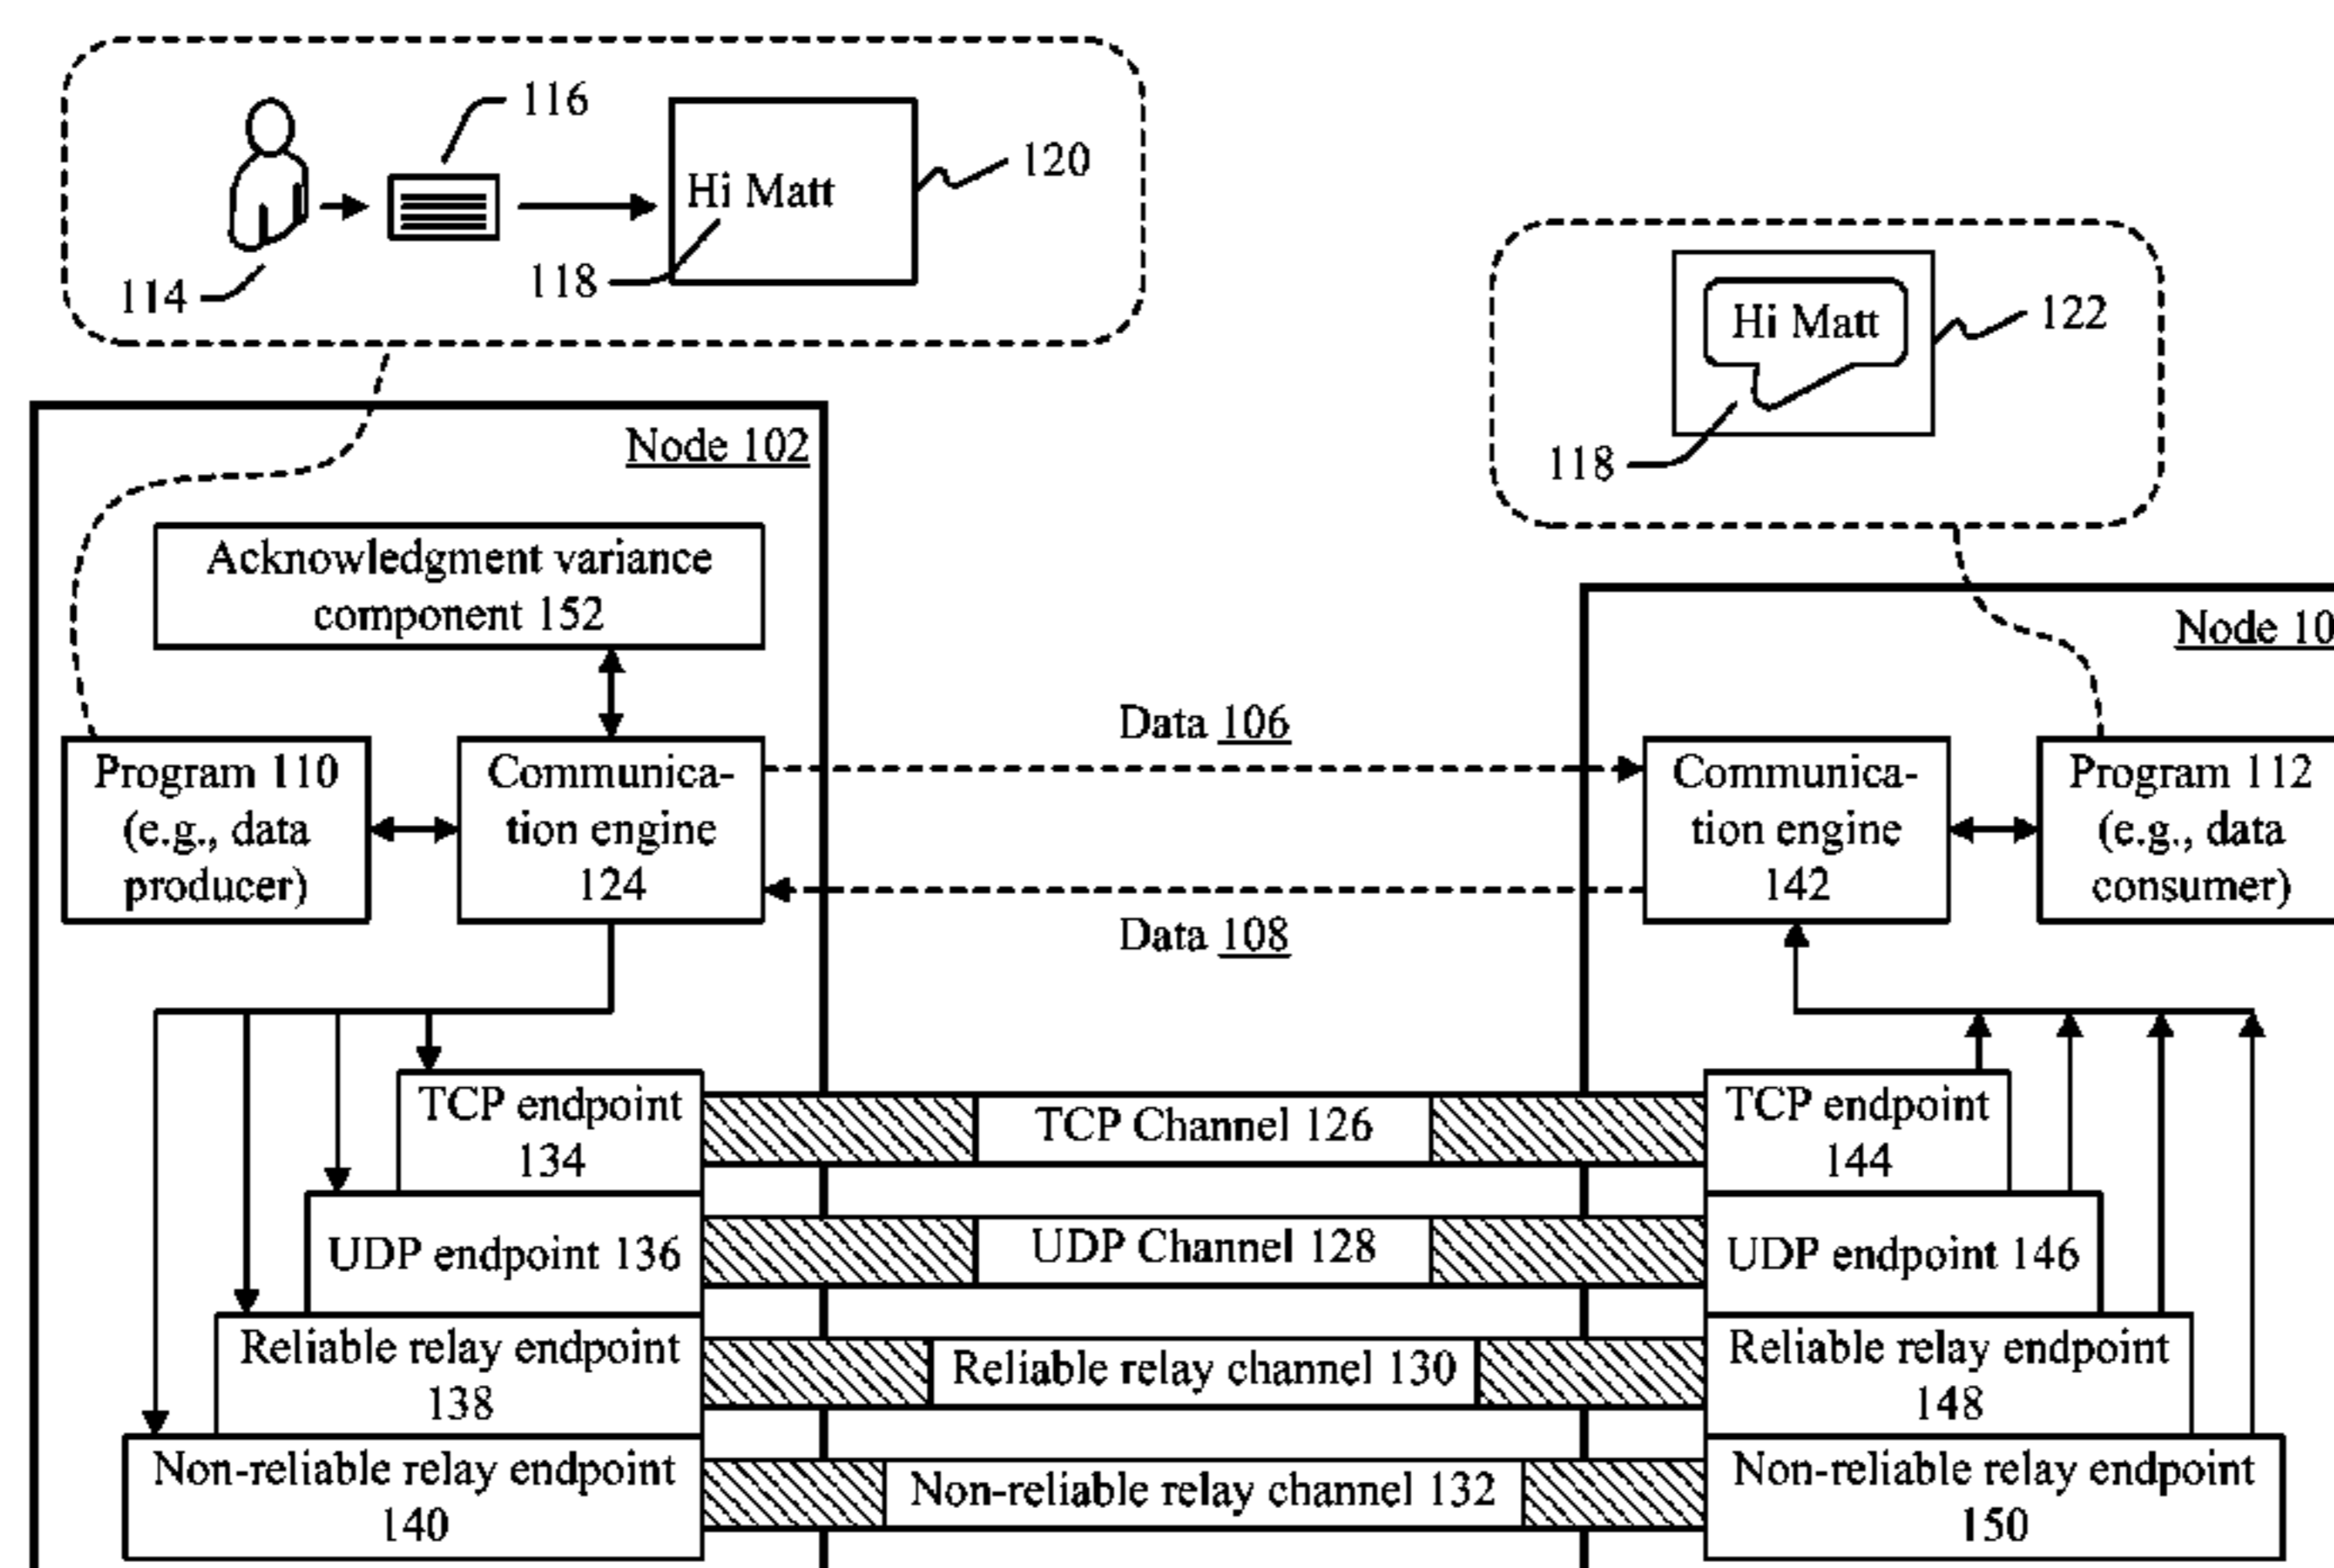 116
Hi Matt
120
114
118
Hi Matt
122
118
Node 102
Acknowledgment variance
component 152
Program 110
(e.g., data
producer)
Communica-
tion engine
124
Data 106
Data 108
Node 10
Communica-
tion engine
142
Program 112
(e.g., data
consumer)
TCP endpoint
134
TCP Channel 126
TCP endpoint
144
UDP endpoint 136
UDP Channel 128
UDP endpoint 146
Reliable relay endpoint
138
Reliable relay channel 130
Reliable relay endpoint
148
Non-reliable relay endpoint
140
Non-reliable relay channel 132
Non-reliable relay endpoint
150